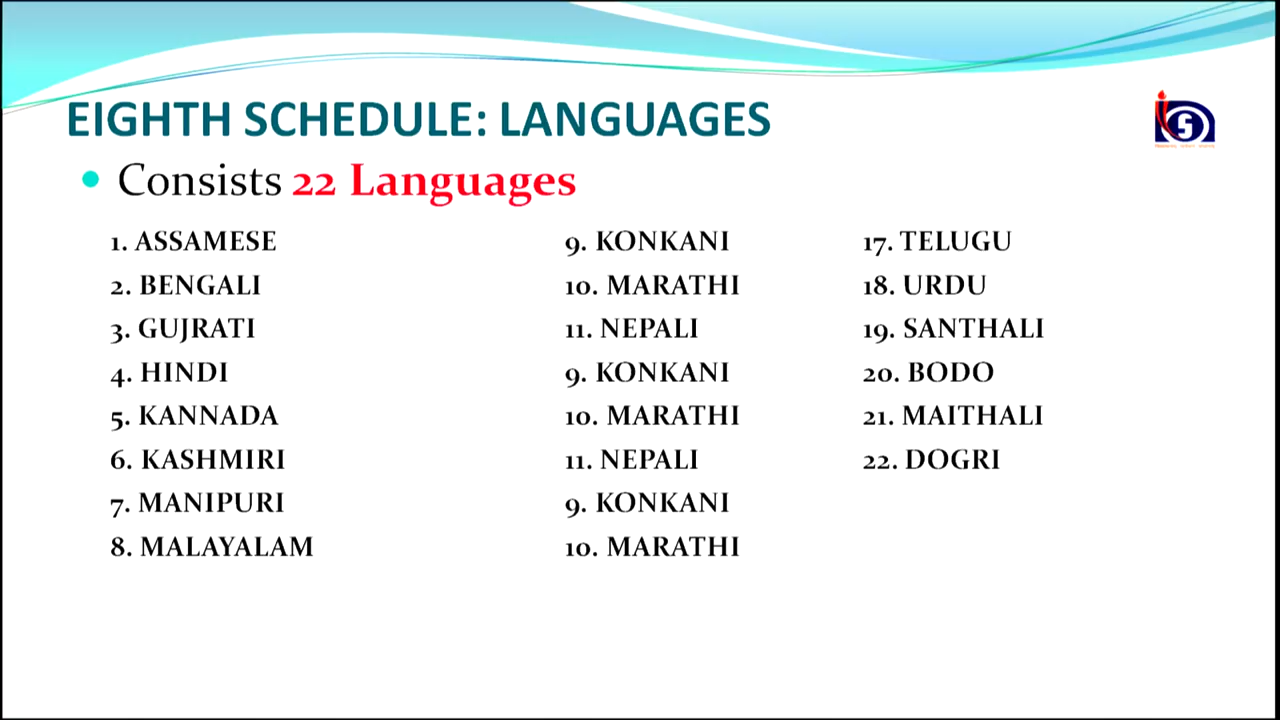 EIGHTH SCHEDULE: LANGUAGES
Consists 22 Languages
1. ASSAMESE
2. BENGALI
3. GUJRATI
4. HINDI
5. KANNADA
6. KASHMIRI
7. MANIPURI
8. MALAYALAM
9. KONKANI
10. MARATHI
11. NEPALI
9. KONKANI
10. MARATHI
11. NEPALI
9. KONKANI
10. MARATHI
17. TELUGU
18. URDU
19. SANTHALI
20. BODO
21. MAITHALI
22. DOGRI